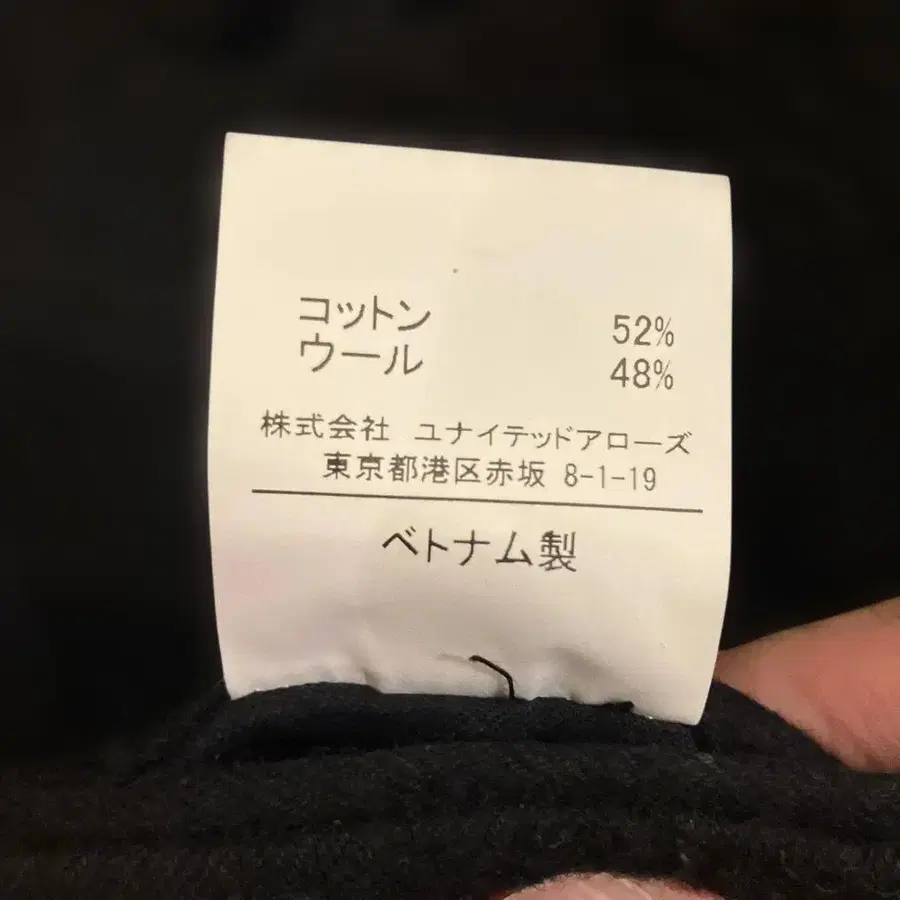 コットン 52%
ウール 48%
株式会社 ユナイテッドアローズ
東京都港区赤坂 8-1-19
ベトナム製